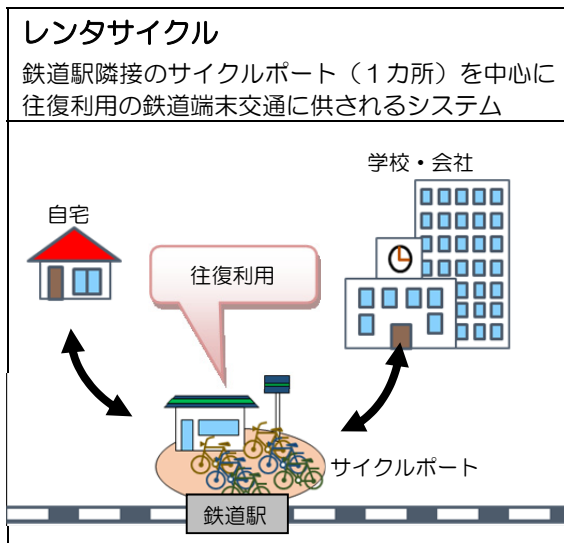 レンタサイクル
鉄道駅隣接のサイクルポート（１カ所）を中心に
往復利用の鉄道端末交通に供されるシステム
学校・会社
自宅
往復利用
サイクルポート
鉄道駅